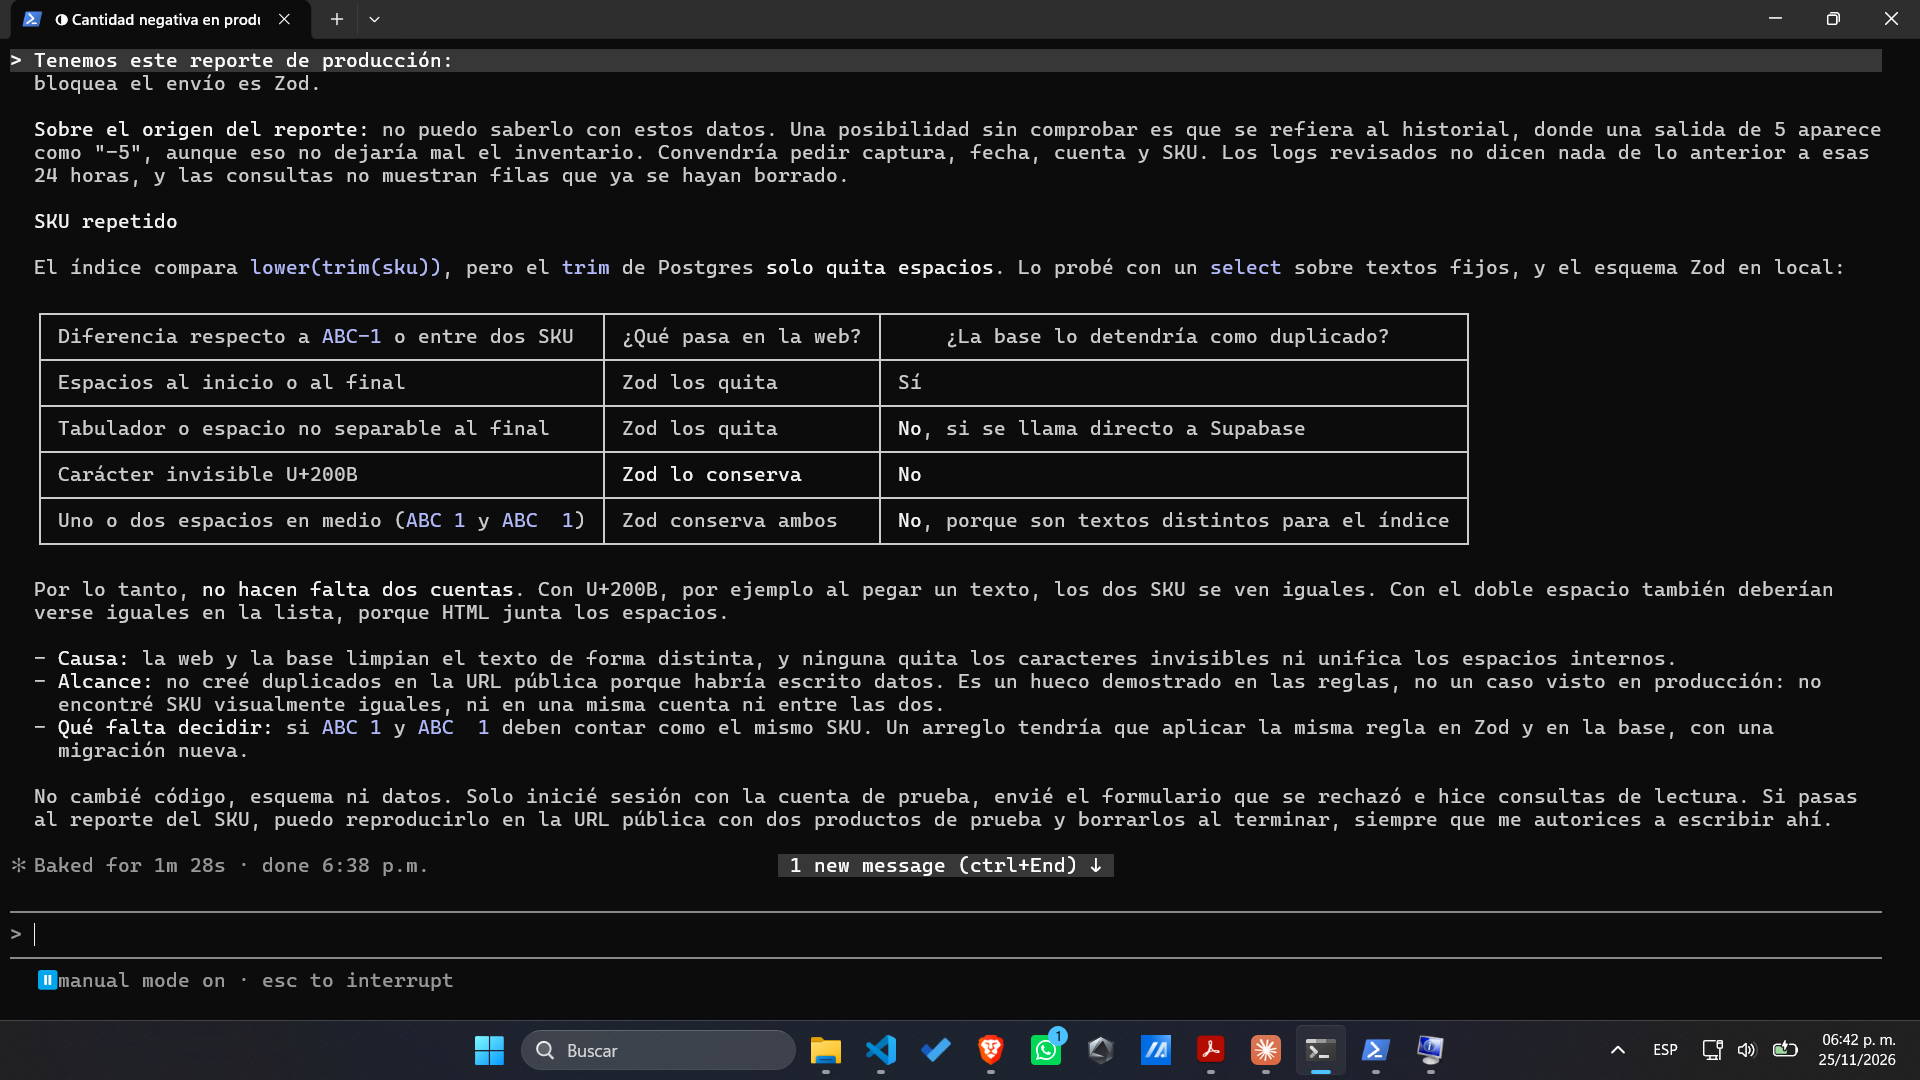 Cantidad negativa en produ
> Tenemos este reporte de producción:
bloquea el envío es Zod.
Sobre el origen del reporte: no puedo saberlo con estos datos. Una posibilidad sin comprobar es que se refiera al historial, donde una salida de 5 aparece
como "-5", aunque eso no dejaría mal el inventario. Convendría pedir captura, fecha, cuenta y SKU. Los logs revisados no dicen nada de lo anterior a esas
24 horas, y las consultas no muestran filas que ya se hayan borrado.
SKU repetido
El índice compara lower(trim(sku)), pero el trim de Postgres solo quita espacios. Lo probé con un select sobre textos fijos, y el esquema Zod en local:
Diferencia respecto a ABC-1 o entre dos SKU ¿Qué pasa en la web? ¿La base lo detendría como duplicado?
Espacios al inicio o al final Zod los quita Sí
Tabulador o espacio no separable al final Zod los quita No, si se llama directo a Supabase
Carácter invisible U+200B Zod lo conserva No
Uno o dos espacios en medio (ABC 1 y ABC  1) Zod conserva ambos No, porque son textos distintos para el índice
Por lo tanto, no hacen falta dos cuentas. Con U+200B, por ejemplo al pegar un texto, los dos SKU se ven iguales. Con el doble espacio también deberían
verse iguales en la lista, porque HTML junta los espacios.
- Causa: la web y la base limpian el texto de forma distinta, y ninguna quita los caracteres invisibles ni unifica los espacios internos.
- Alcance: no creé duplicados en la URL pública porque habría escrito datos. Es un hueco demostrado en las reglas, no un caso visto en producción: no
encontré SKU visualmente iguales, ni en una misma cuenta ni entre las dos.
- Qué falta decidir: si ABC 1 y ABC  1 deben contar como el mismo SKU. Un arreglo tendría que aplicar la misma regla en Zod y en la base, con una
migración nueva.
No cambié código, esquema ni datos. Solo inicié sesión con la cuenta de prueba, envié el formulario que se rechazó e hice consultas de lectura. Si pasas
al reporte del SKU, puedo reproducirlo en la URL pública con dos productos de prueba y borrarlos al terminar, siempre que me autorices a escribir ahí.
✻ Baked for 1m 28s · done 6:38 p.m.
1 new message (ctrl+End) ↓
>
manual mode on · esc to interrupt
Buscar
1
ESP
06:42 p. m.
25/11/2026